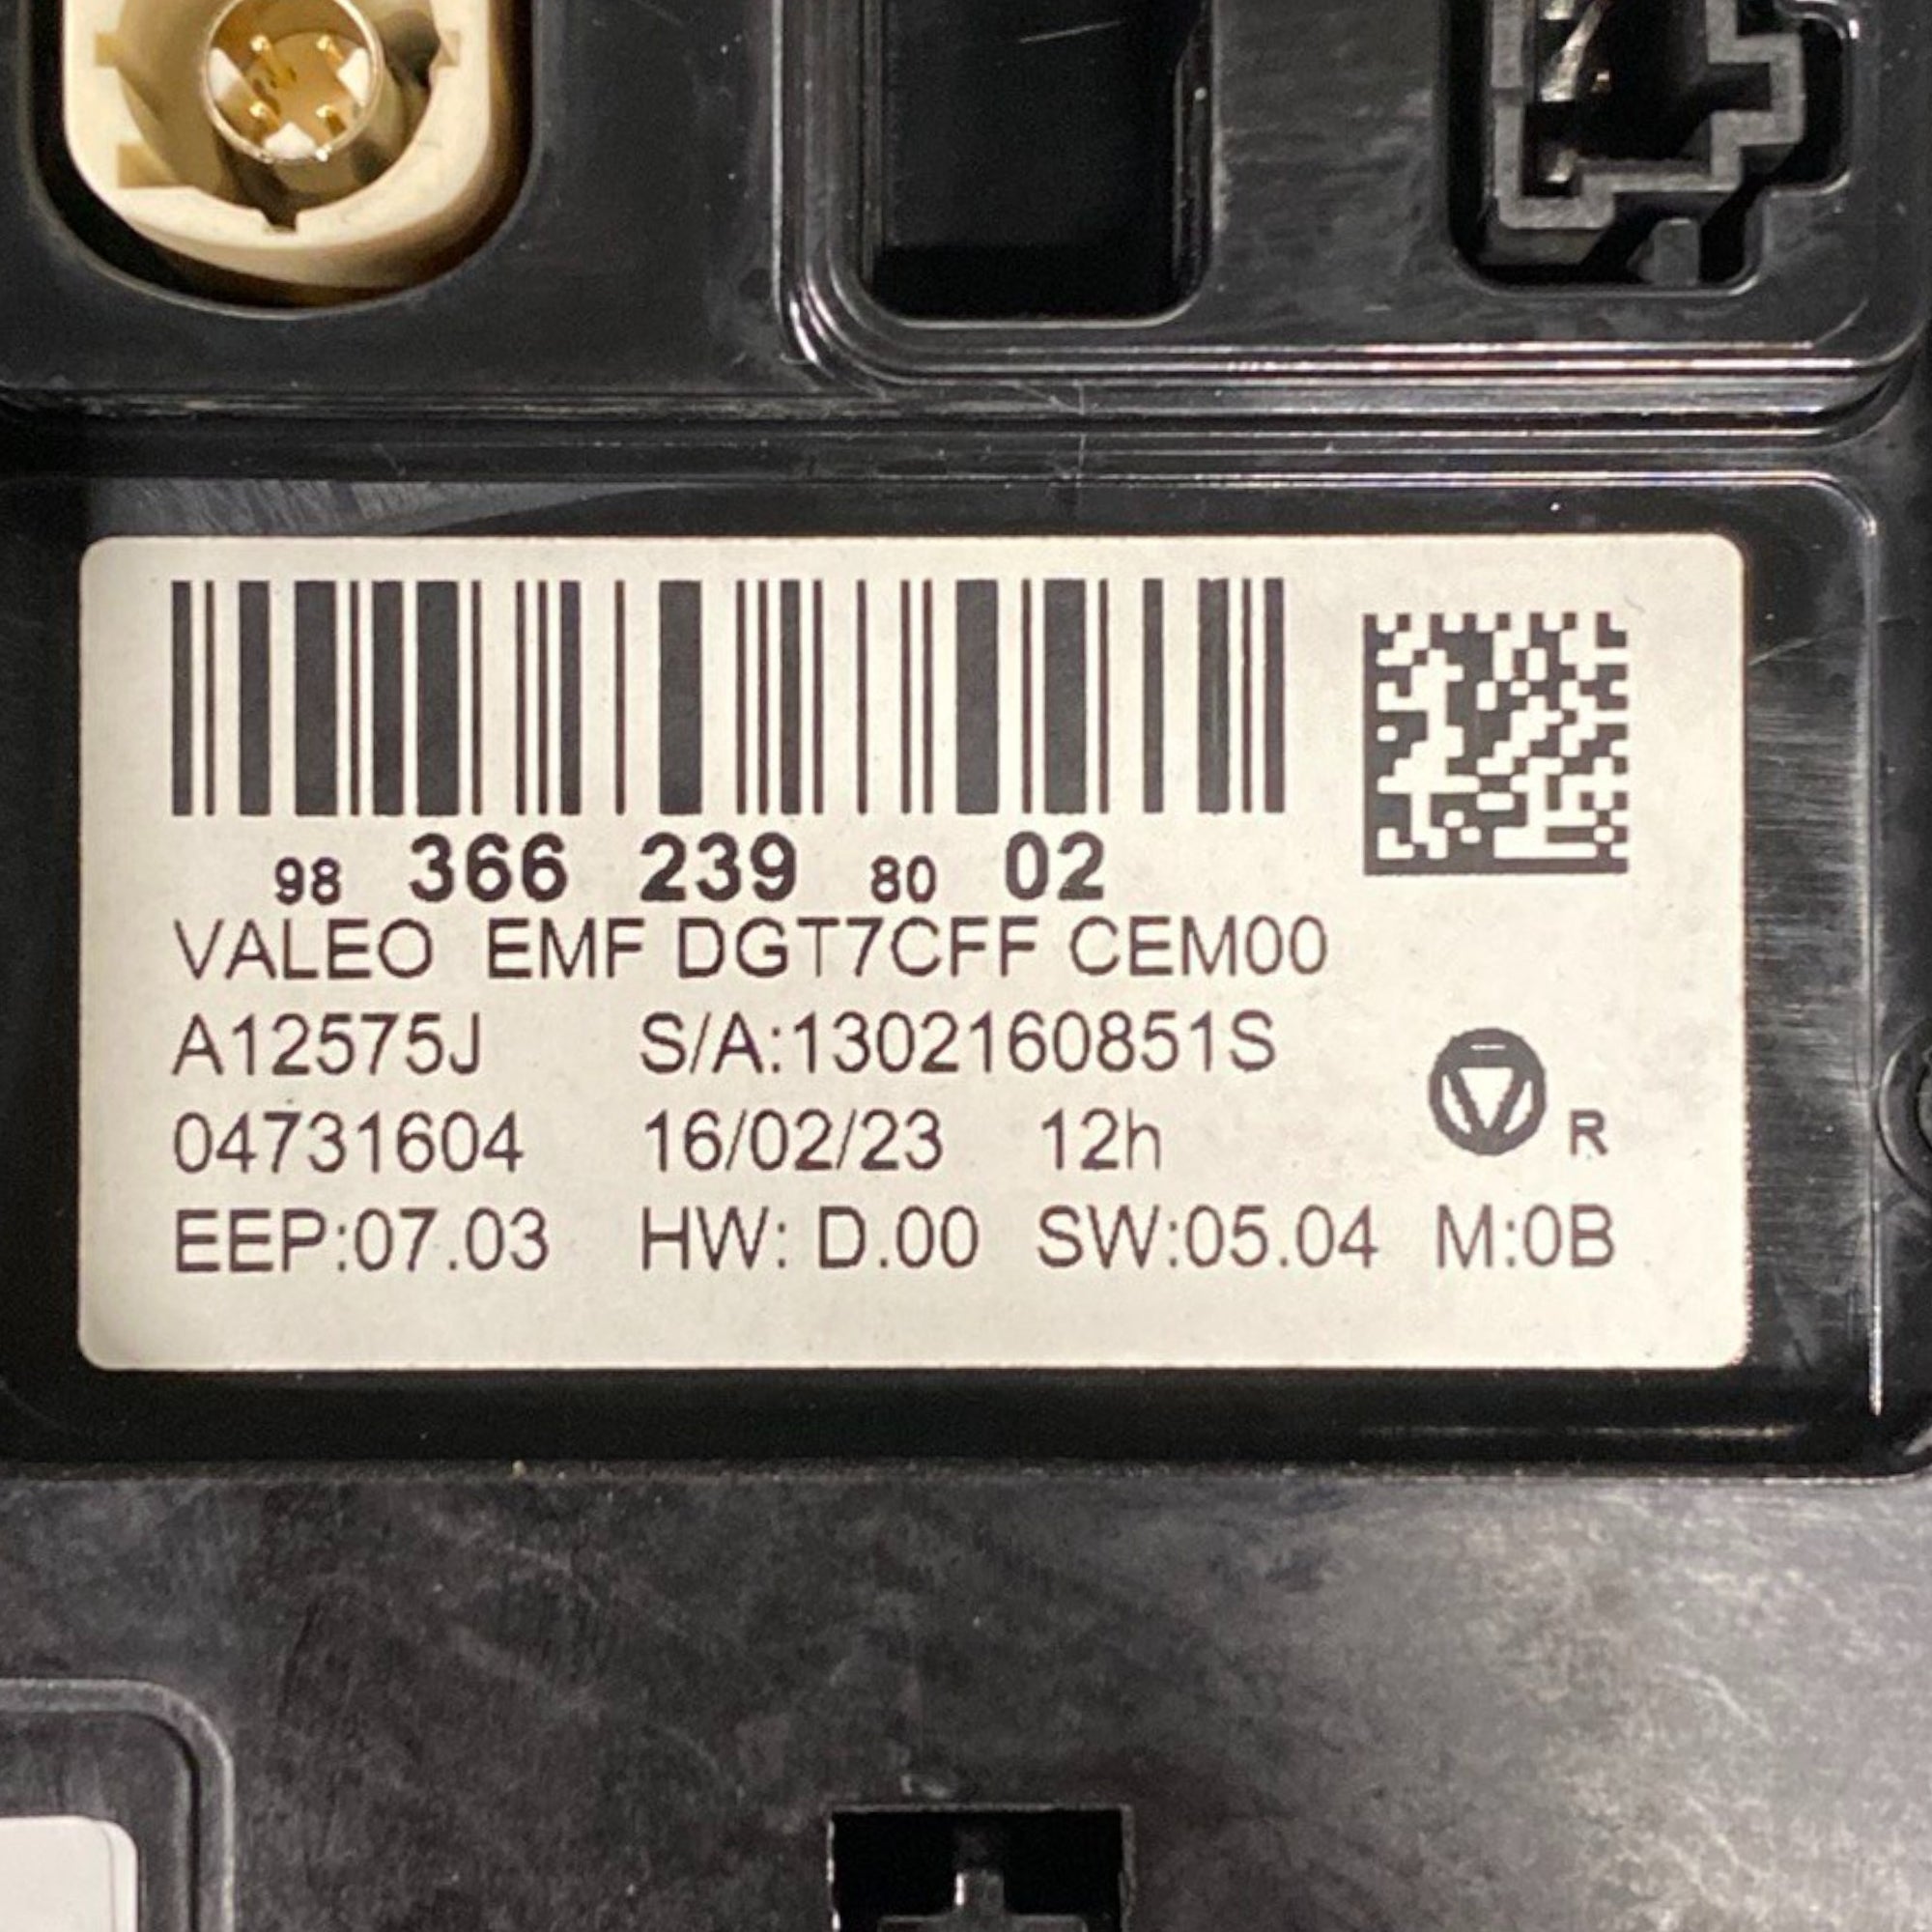 98 366 239 80 02
VALEO EMF DGT7CFF CEM00
A12575J S/A:1302160851S
R
04731604 16/02/23 12h
EEP:07.03 HW: D.00 SW:05.04 M:0B